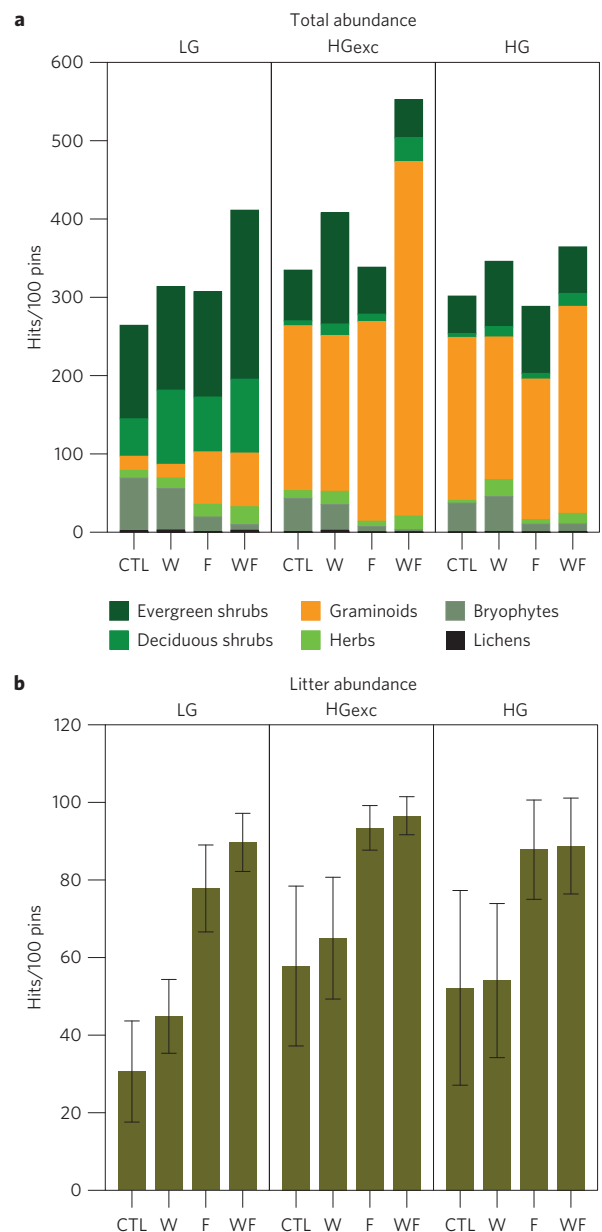 a
Total abundance
LG HGexc HG
600
500
400
300
200
100
0
Hits/100 pins
CTL W F WF CTL W F WF CTL W F WF
Evergreen shrubs Graminoids Bryophytes
Deciduous shrubs Herbs Lichens
b
Litter abundance
LG HGexc HG
120
100
80
60
40
20
0
Hits/100 pins
CTL W F WF CTL W F WF CTL W F WF